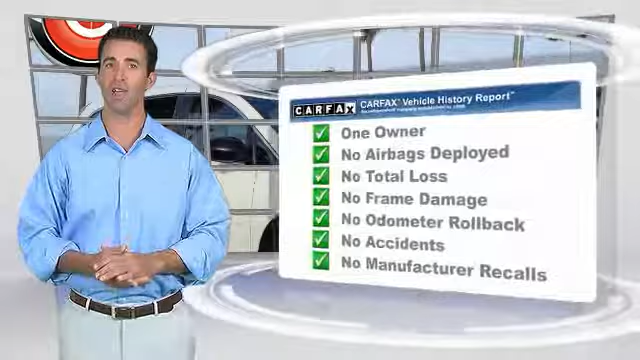 CARFAX CARFAX Vehicle History Report™
One Owner
No Airbags Deployed
No Total Loss
No Frame Damage
No Odometer Rollback
No Accidents
No Manufacturer Recalls